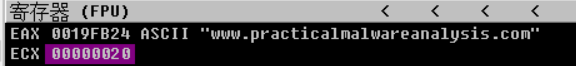 寄存器 (FPU) < < < <
EAX 0019FB24 ASCII "www.practicalmalwareanalysis.com"
ECX 00000020